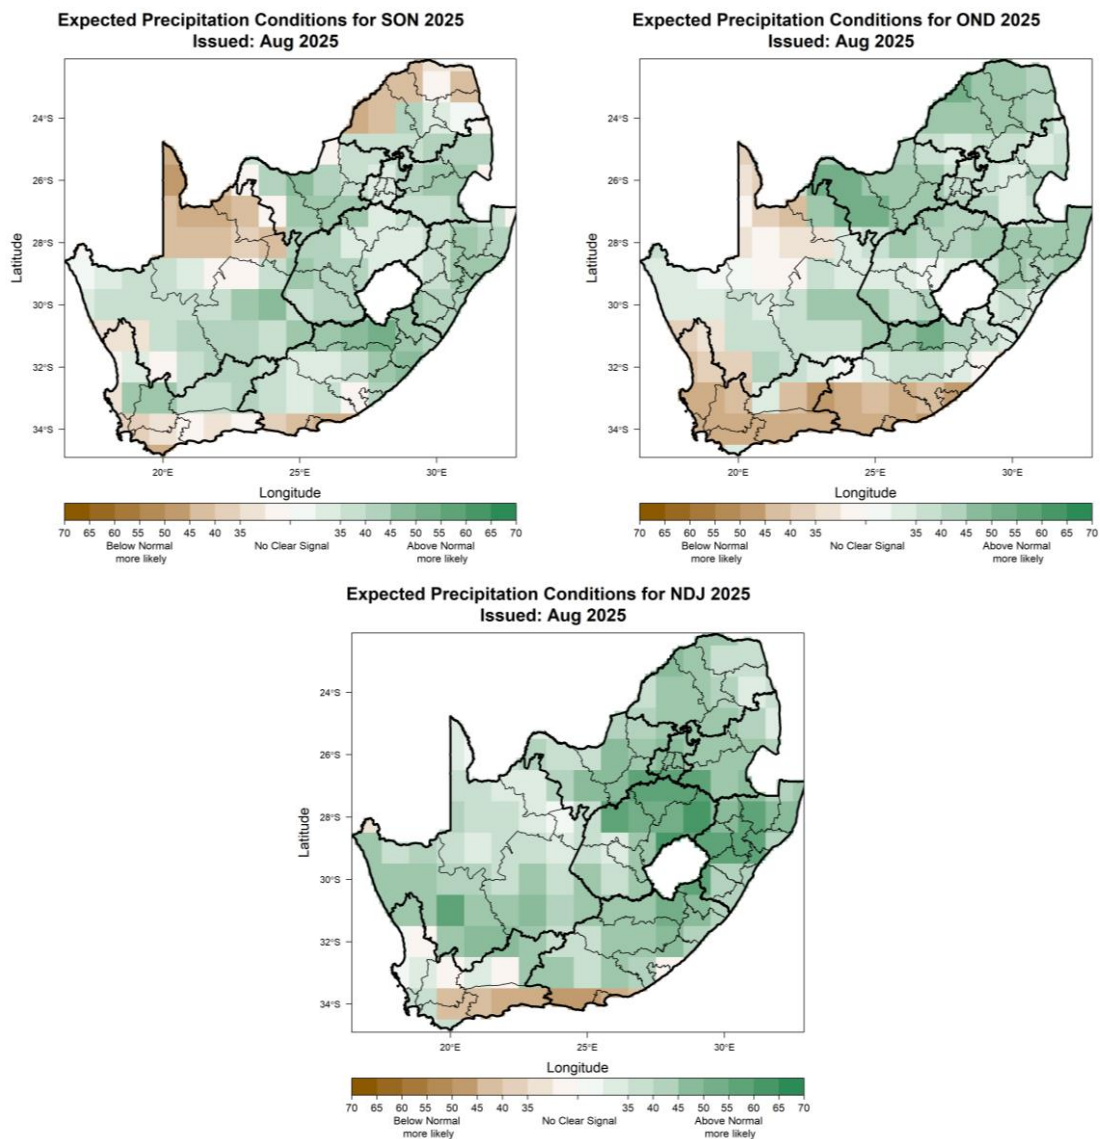 Expected Precipitation Conditions for SON 2025
Issued: Aug 2025
Latitude
24°S
26°S
28°S
30°S
32°S
34°S
20°E 25°E 30°E
Longitude
70 65 60 55 50 45 40 35 35 40 45 50 55 60 65 70
Below Normal more likely
No Clear Signal
Above Normal more likely
Expected Precipitation Conditions for OND 2025
Issued: Aug 2025
Latitude
24°S
26°S
28°S
30°S
32°S
34°S
20°E 25°E 30°E
Longitude
70 65 60 55 50 45 40 35 35 40 45 50 55 60 65 70
Below Normal more likely
No Clear Signal
Above Normal more likely
Expected Precipitation Conditions for NDJ 2025
Issued: Aug 2025
Latitude
24°S
26°S
28°S
30°S
32°S
34°S
20°E 25°E 30°E
Longitude
70 65 60 55 50 45 40 35 35 40 45 50 55 60 65 70
Below Normal more likely
No Clear Signal
Above Normal more likely